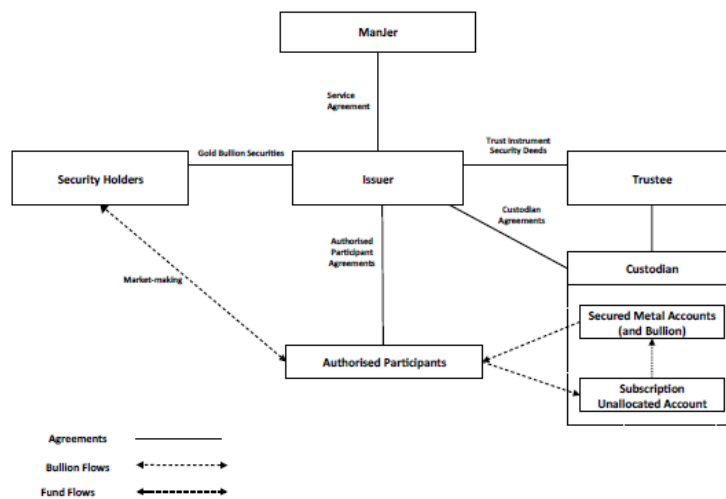 ManJer
Service
Agreement
Gold Bullion Securities
Trust Instrument
Security Deeds
Security Holders
Issuer
Trustee
Custodian
Agreements
Authorised
Participant
Agreements
Custodian
Market-making
Secured Metal Accounts
(and Bullion)
Authorised Participants
Subscription
Unallocated Account
Agreements
Bullion Flows
Fund Flows